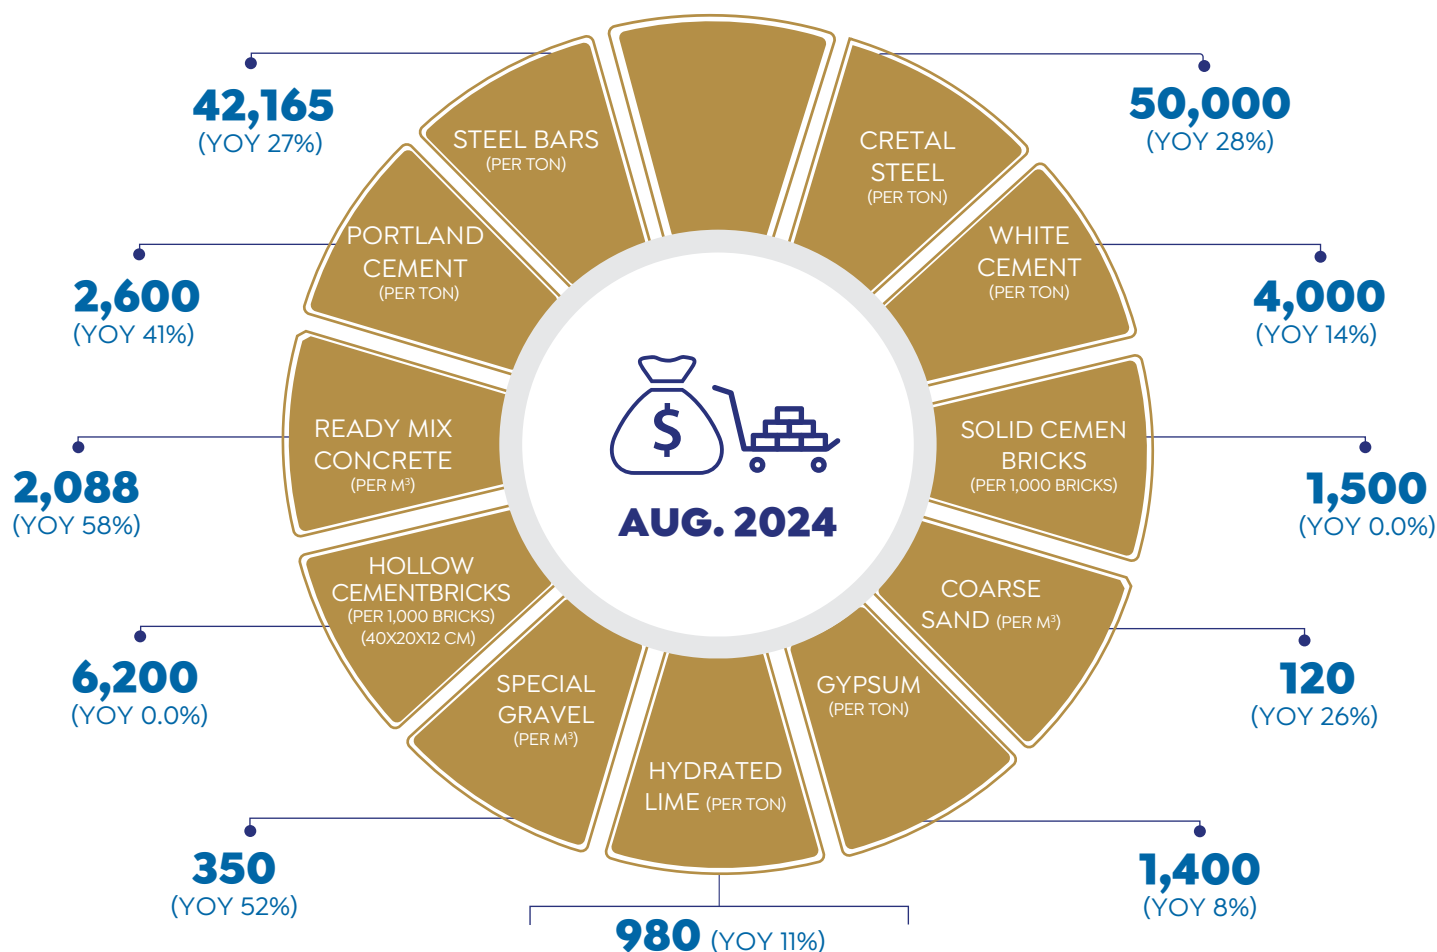 42,165
(YOY 27%)
STEEL BARS
(PER TON)
CRETAL
STEEL
(PER TON)
50,000
(YOY 28%)
2,600
(YOY 41%)
PORTLAND
CEMENT
(PER TON)
WHITE
CEMENT
(PER TON)
4,000
(YOY 14%)
2,088
(YOY 58%)
READY MIX
CONCRETE
(PER M³)
$
AUG. 2024
SOLID CEMEN
BRICKS
(PER 1,000 BRICKS)
1,500
(YOY 0.0%)
6,200
(YOY 0.0%)
HOLLOW
CEMENTBRICKS
(PER 1,000 BRICKS)
(40X20X12 CM)
COARSE
SAND (PER M³)
120
(YOY 26%)
350
(YOY 52%)
SPECIAL
GRAVEL
(PER M³)
HYDRATED
LIME (PER TON)
980 (YOY 11%)
GYPSUM
(PER TON)
1,400
(YOY 8%)